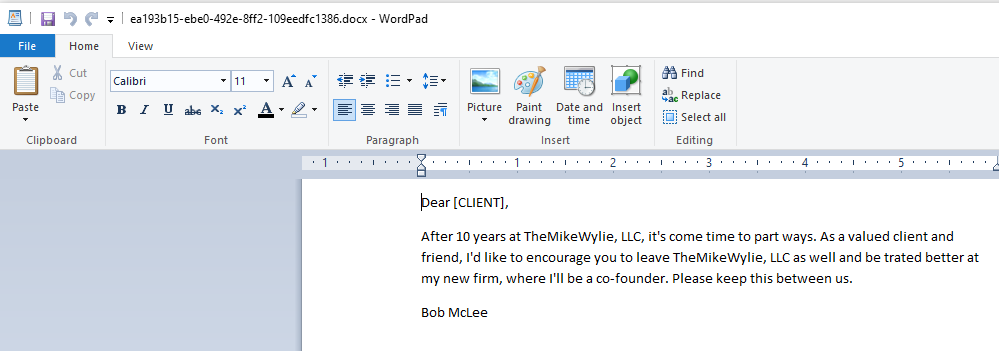 ea193b15-ebe0-492e-8ff2-109eedfc1386.docx - WordPad
File Home View
Paste
Cut
Copy
Clipboard
Calibri 11 A A
B I U abc X₂ X² A
Font
Paragraph
Picture
Paint drawing
Date and time
Insert object
Insert
Find
Replace
Select all
Editing
1 1 2 3 4 5
Dear [CLIENT],
After 10 years at TheMikeWylie, LLC, it's come time to part ways. As a valued client and
friend, I'd like to encourage you to leave TheMikeWylie, LLC as well and be trated better at
my new firm, where I'll be a co-founder. Please keep this between us.
Bob McLee